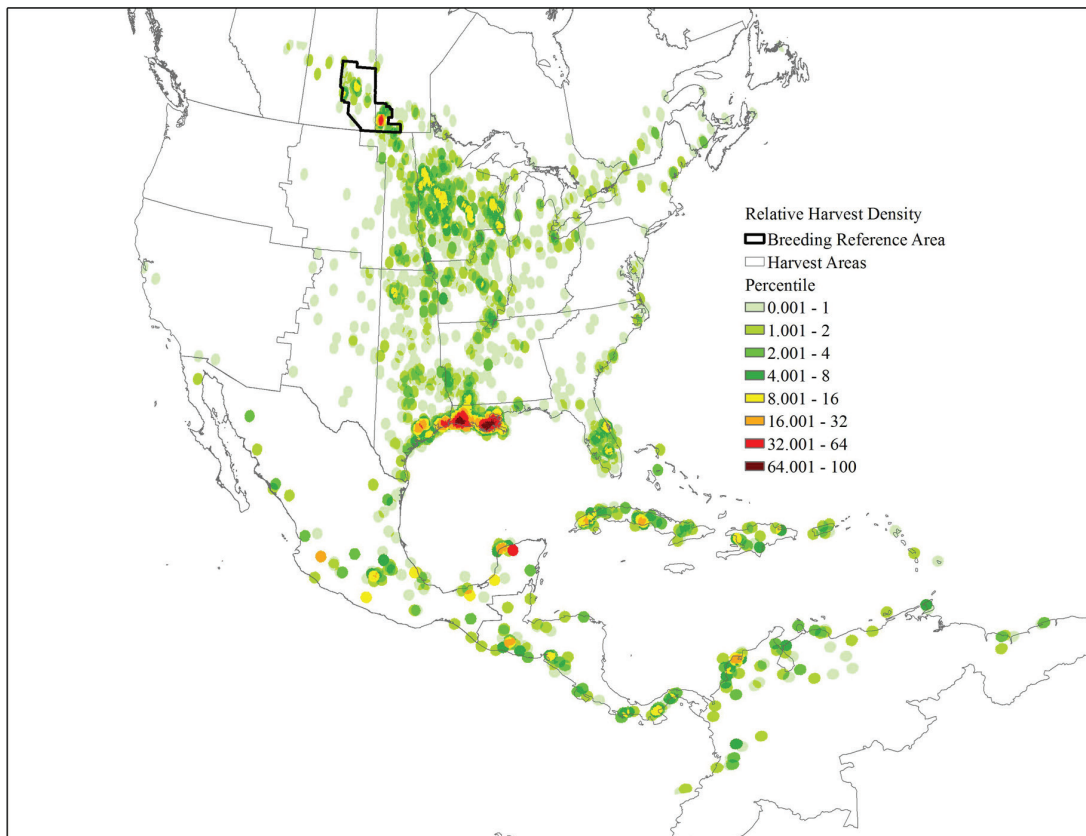 Relative Harvest Density
Breeding Reference Area
Harvest Areas
Percentile
0.001 - 1
1.001 - 2
2.001 - 4
4.001 - 8
8.001 - 16
16.001 - 32
32.001 - 64
64.001 - 100